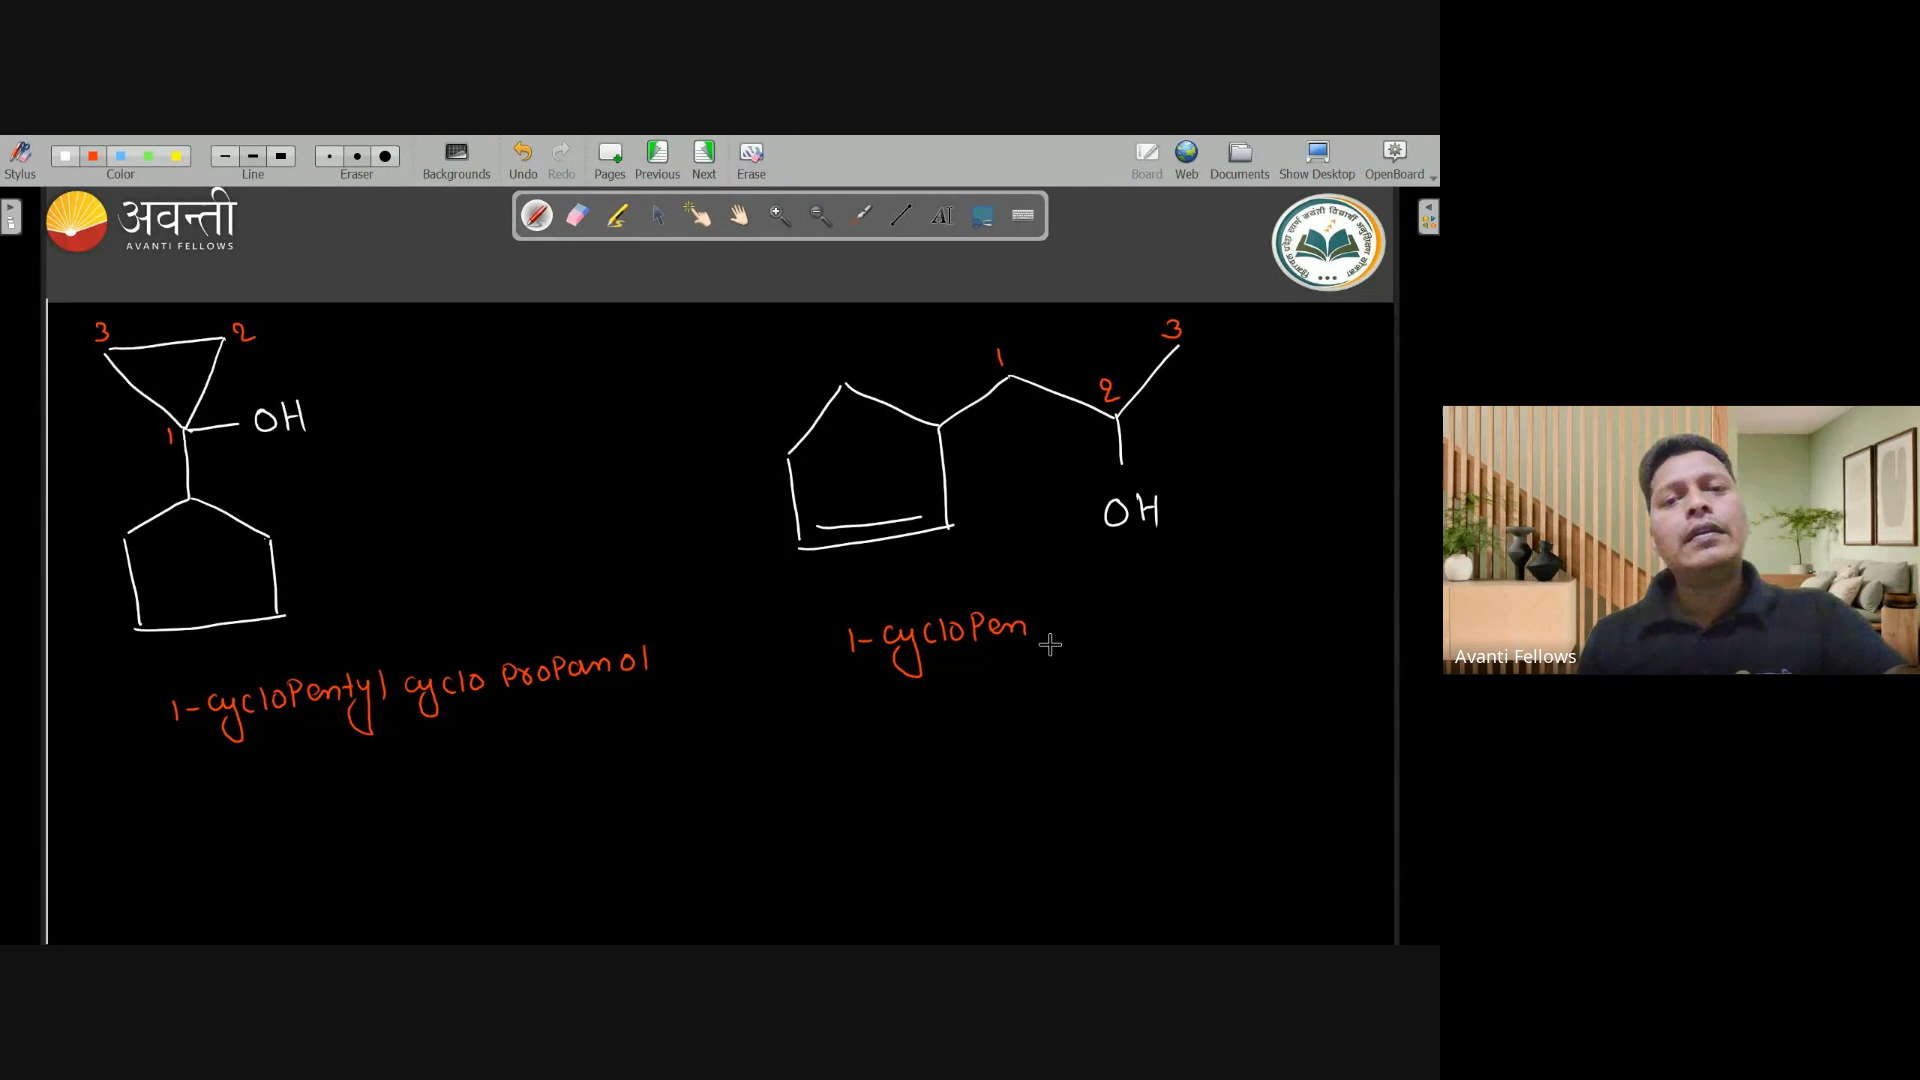 Stylus
Color
Line
Eraser
Backgrounds
Undo
Redo
Pages
Previous
Next
Erase
Board
Web
Documents
Show Desktop
OpenBoard
अवन्ती
AVANTI FELLOWS
3
2
1
OH
1
2
3
OH
1-cycloPentyl cyclo ProPanol
1-cycloPen
Avanti Fellows